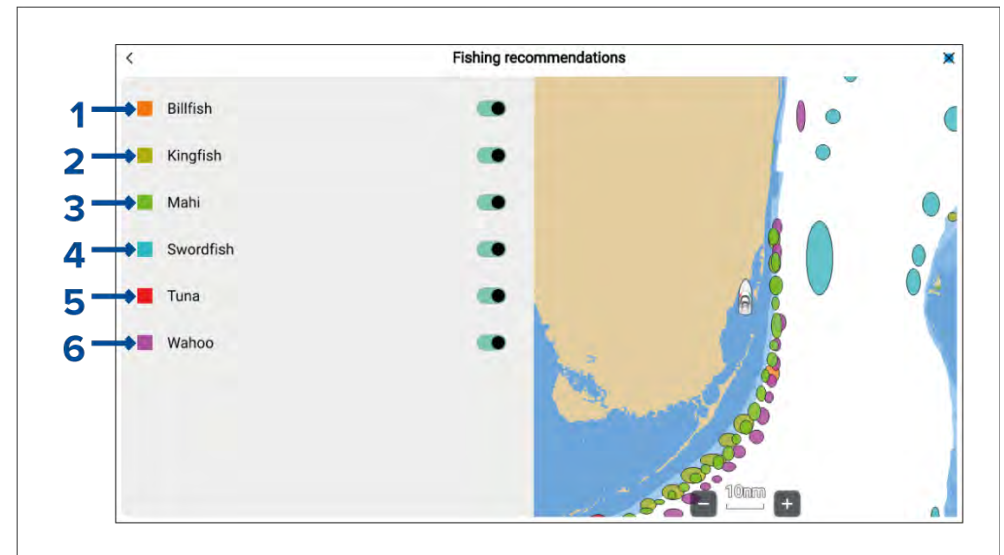 Fishing recommendations
1 Billfish
2 Kingfish
3 Mahi
4 Swordfish
5 Tuna
6 Wahoo
10nm